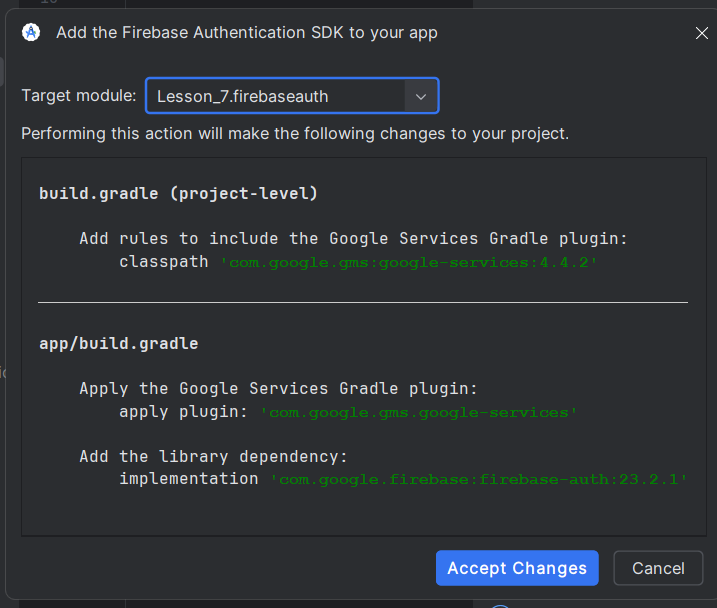 Add the Firebase Authentication SDK to your app
Target module: Lesson_7.firebaseauth
Performing this action will make the following changes to your project.
build.gradle (project-level)
Add rules to include the Google Services Gradle plugin:
classpath 'com.google.gms:google-services:4.4.2'
app/build.gradle
Apply the Google Services Gradle plugin:
apply plugin: 'com.google.gms.google-services'
Add the library dependency:
implementation 'com.google.firebase:firebase-auth:23.2.1'
Accept Changes Cancel